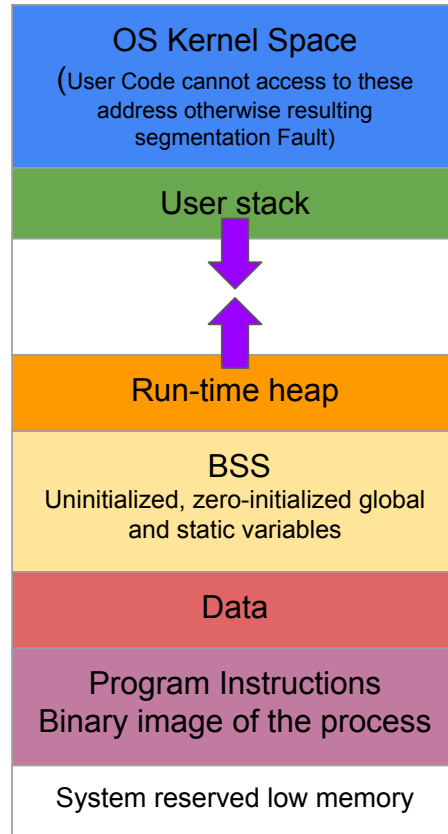 OS Kernel Space
(User Code cannot access to these
address otherwise resulting
segmentation Fault)
User stack
Run-time heap
BSS
Uninitialized, zero-initialized global
and static variables
Data
Program Instructions
Binary image of the process
System reserved low memory